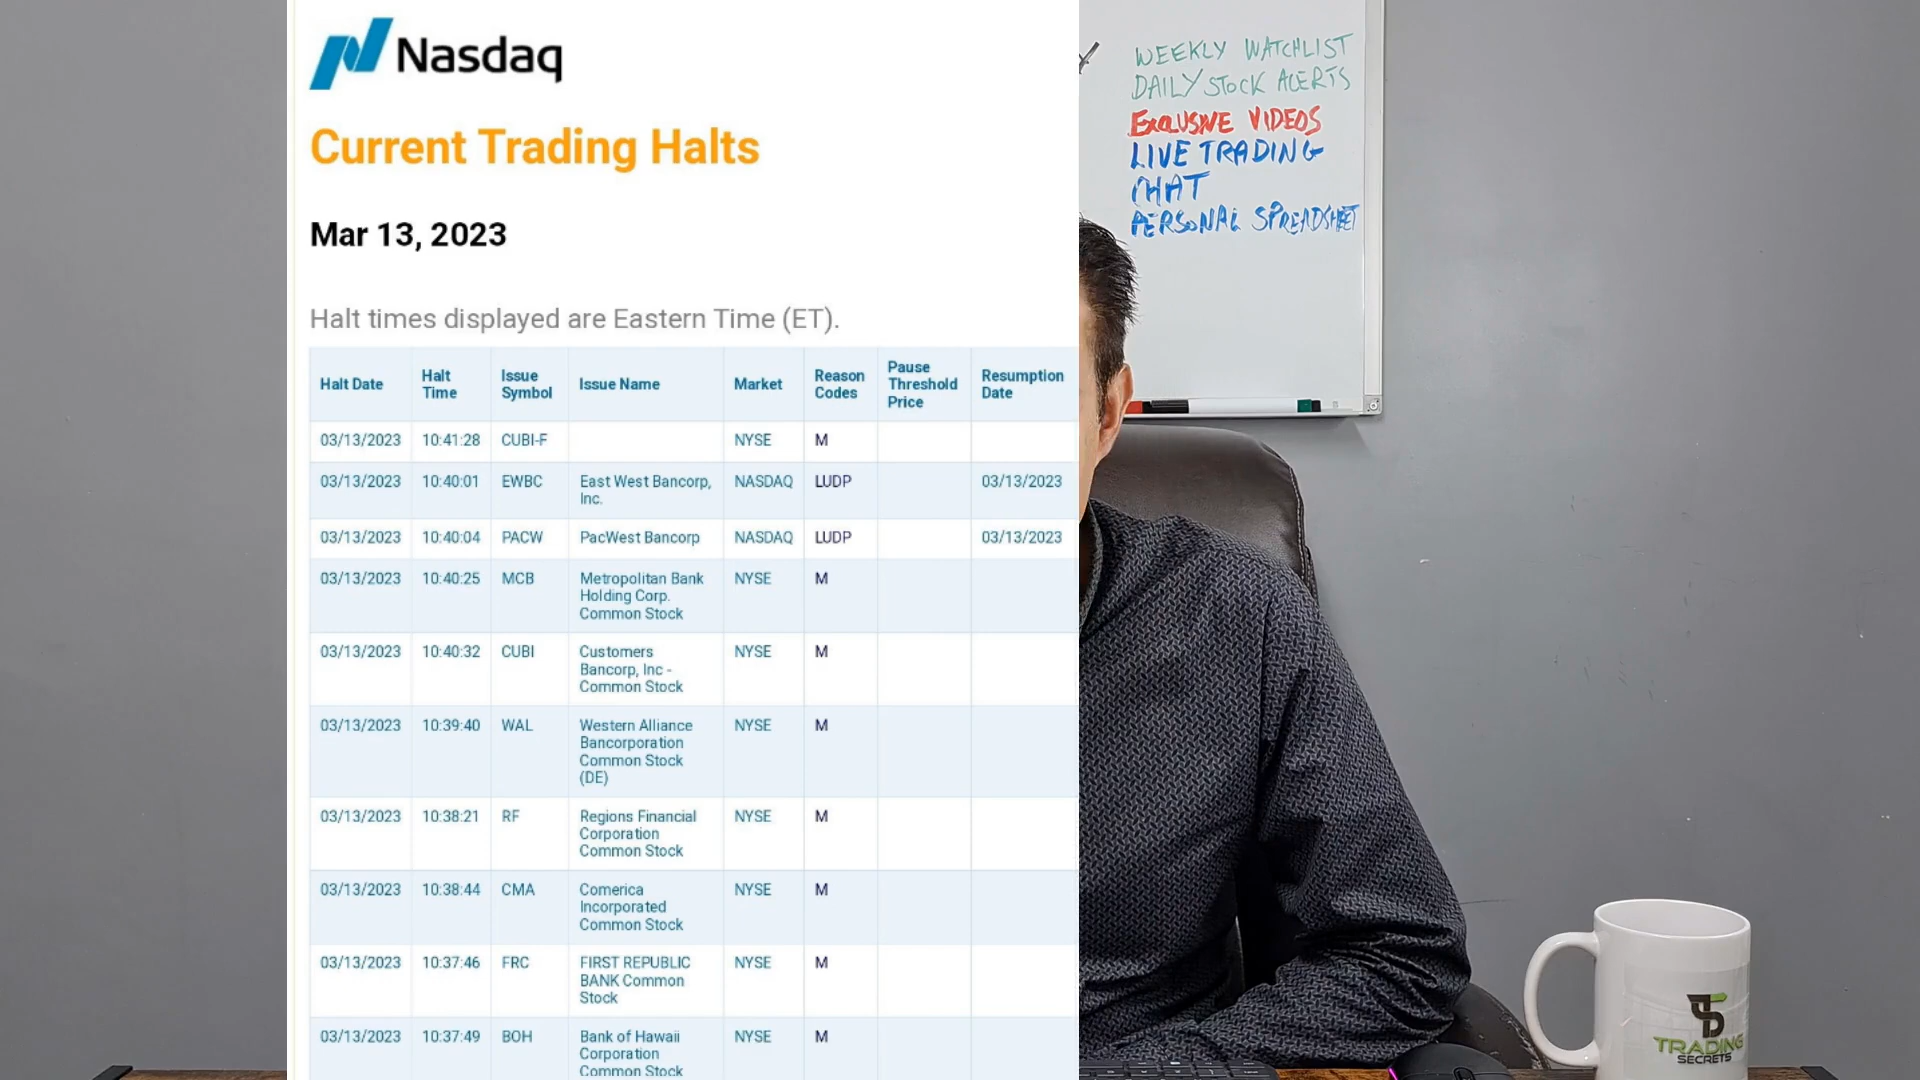 Nasdaq
Current Trading Halts
Mar 13, 2023
Halt times displayed are Eastern Time (ET).
Halt Date Halt Time Issue Symbol Issue Name Market Reason Codes Pause Threshold Price Resumption Date
03/13/2023 10:41:28 CUBI-F NYSE M
03/13/2023 10:40:01 EWBC East West Bancorp, Inc. NASDAQ LUDP 03/13/2023
03/13/2023 10:40:04 PACW PacWest Bancorp NASDAQ LUDP 03/13/2023
03/13/2023 10:40:25 MCB Metropolitan Bank Holding Corp. Common Stock NYSE M
03/13/2023 10:40:32 CUBI Customers Bancorp, Inc - Common Stock NYSE M
03/13/2023 10:39:40 WAL Western Alliance Bancorporation Common Stock (DE) NYSE M
03/13/2023 10:38:21 RF Regions Financial Corporation Common Stock NYSE M
03/13/2023 10:38:44 CMA Comerica Incorporated Common Stock NYSE M
03/13/2023 10:37:46 FRC FIRST REPUBLIC BANK Common Stock NYSE M
03/13/2023 10:37:49 BOH Bank of Hawaii Corporation Common Stock NYSE M
WEEKLY WATCHLIST
DAILY STOCK ALERTS
EXCLUSIVE VIDEOS
LIVE TRADING
CHAT
PERSONAL SPREADSHEET
TS
TRADING
SECRETS